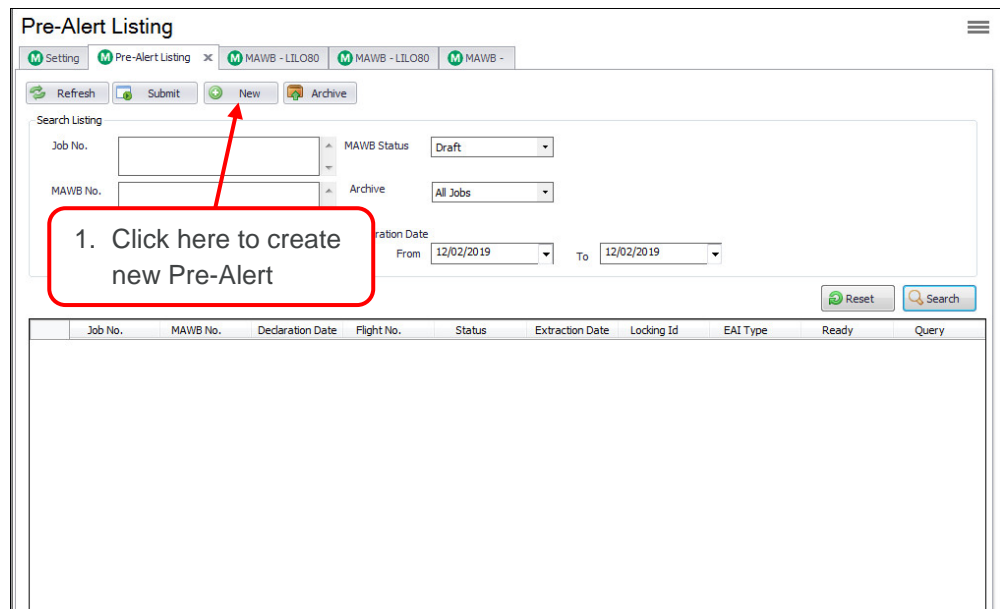 Pre-Alert Listing
Setting Pre-Alert Listing x MAWB - LILO80 MAWB - LILO80 MAWB -
Refresh Submit New Archive
Search Listing
Job No. MAWB Status Draft
MAWB No. Archive All Jobs
ration Date
From 12/02/2019 To 12/02/2019
1. Click here to create
new Pre-Alert
Reset Search
Job No. MAWB No. Declaration Date Flight No. Status Extraction Date Locking Id EAI Type Ready Query